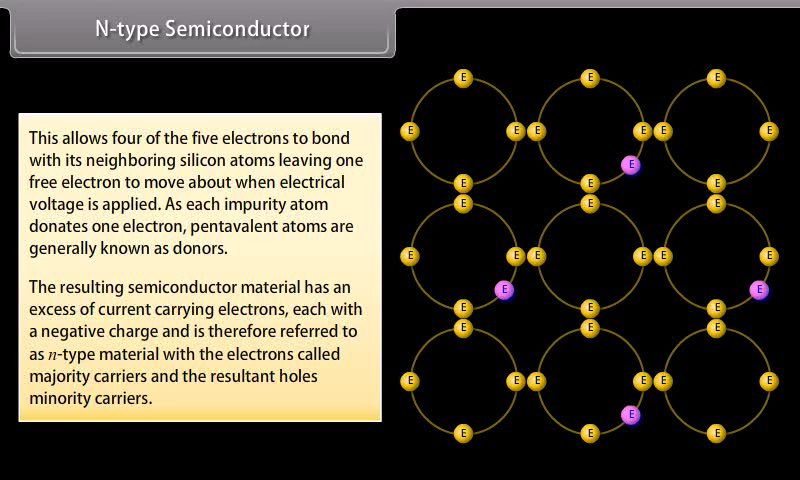 N-type Semiconductor
This allows four of the five electrons to bond
with its neighboring silicon atoms leaving one
free electron to move about when electrical
voltage is applied. As each impurity atom
donates one electron, pentavalent atoms are
generally known as donors.
The resulting semiconductor material has an
excess of current carrying electrons, each with
a negative charge and is therefore referred to
as n-type material with the electrons called
majority carriers and the resultant holes
minority carriers.
E E E
E E E E E E
E
E E E
E E E
E E E E E E
E E
E E E
E E E
E E E E E E
E
E E E